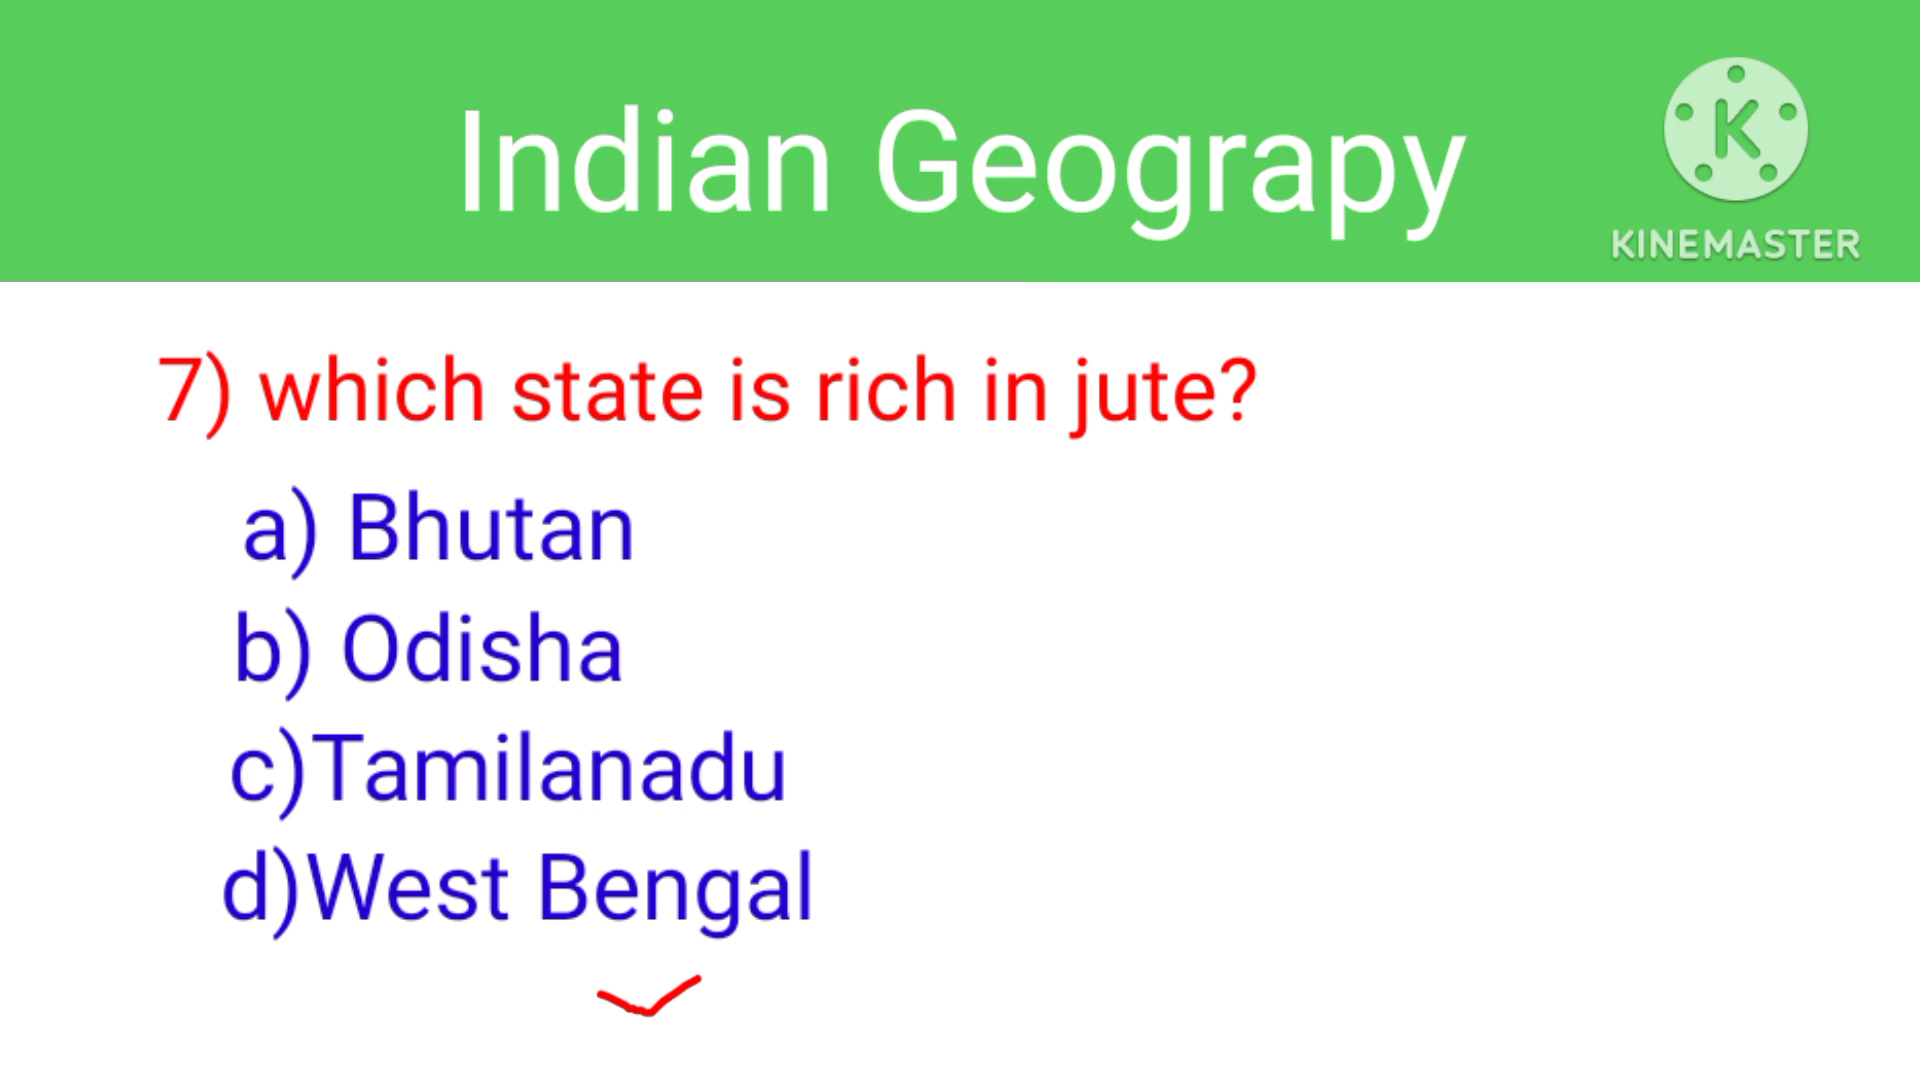 Indian Geograpy
K
KINEMASTER
7) which state is rich in jute?
a) Bhutan
b) Odisha
c)Tamilanadu
d)West Bengal